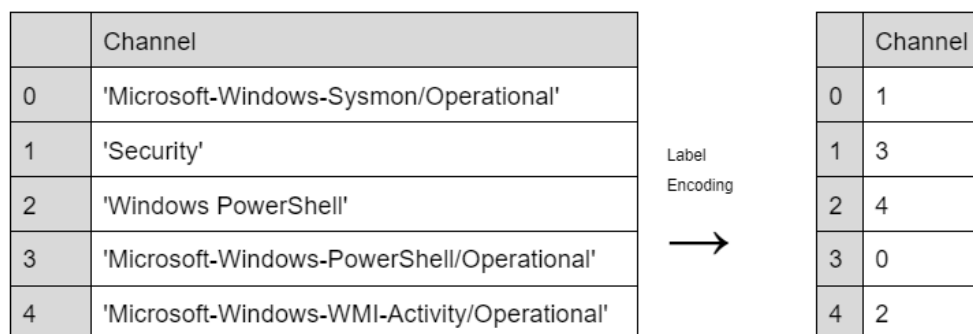 Channel
0 'Microsoft-Windows-Sysmon/Operational'
1 'Security'
2 'Windows PowerShell'
3 'Microsoft-Windows-PowerShell/Operational'
4 'Microsoft-Windows-WMI-Activity/Operational'
Label
Encoding
→
Channel
0 1
1 3
2 4
3 0
4 2